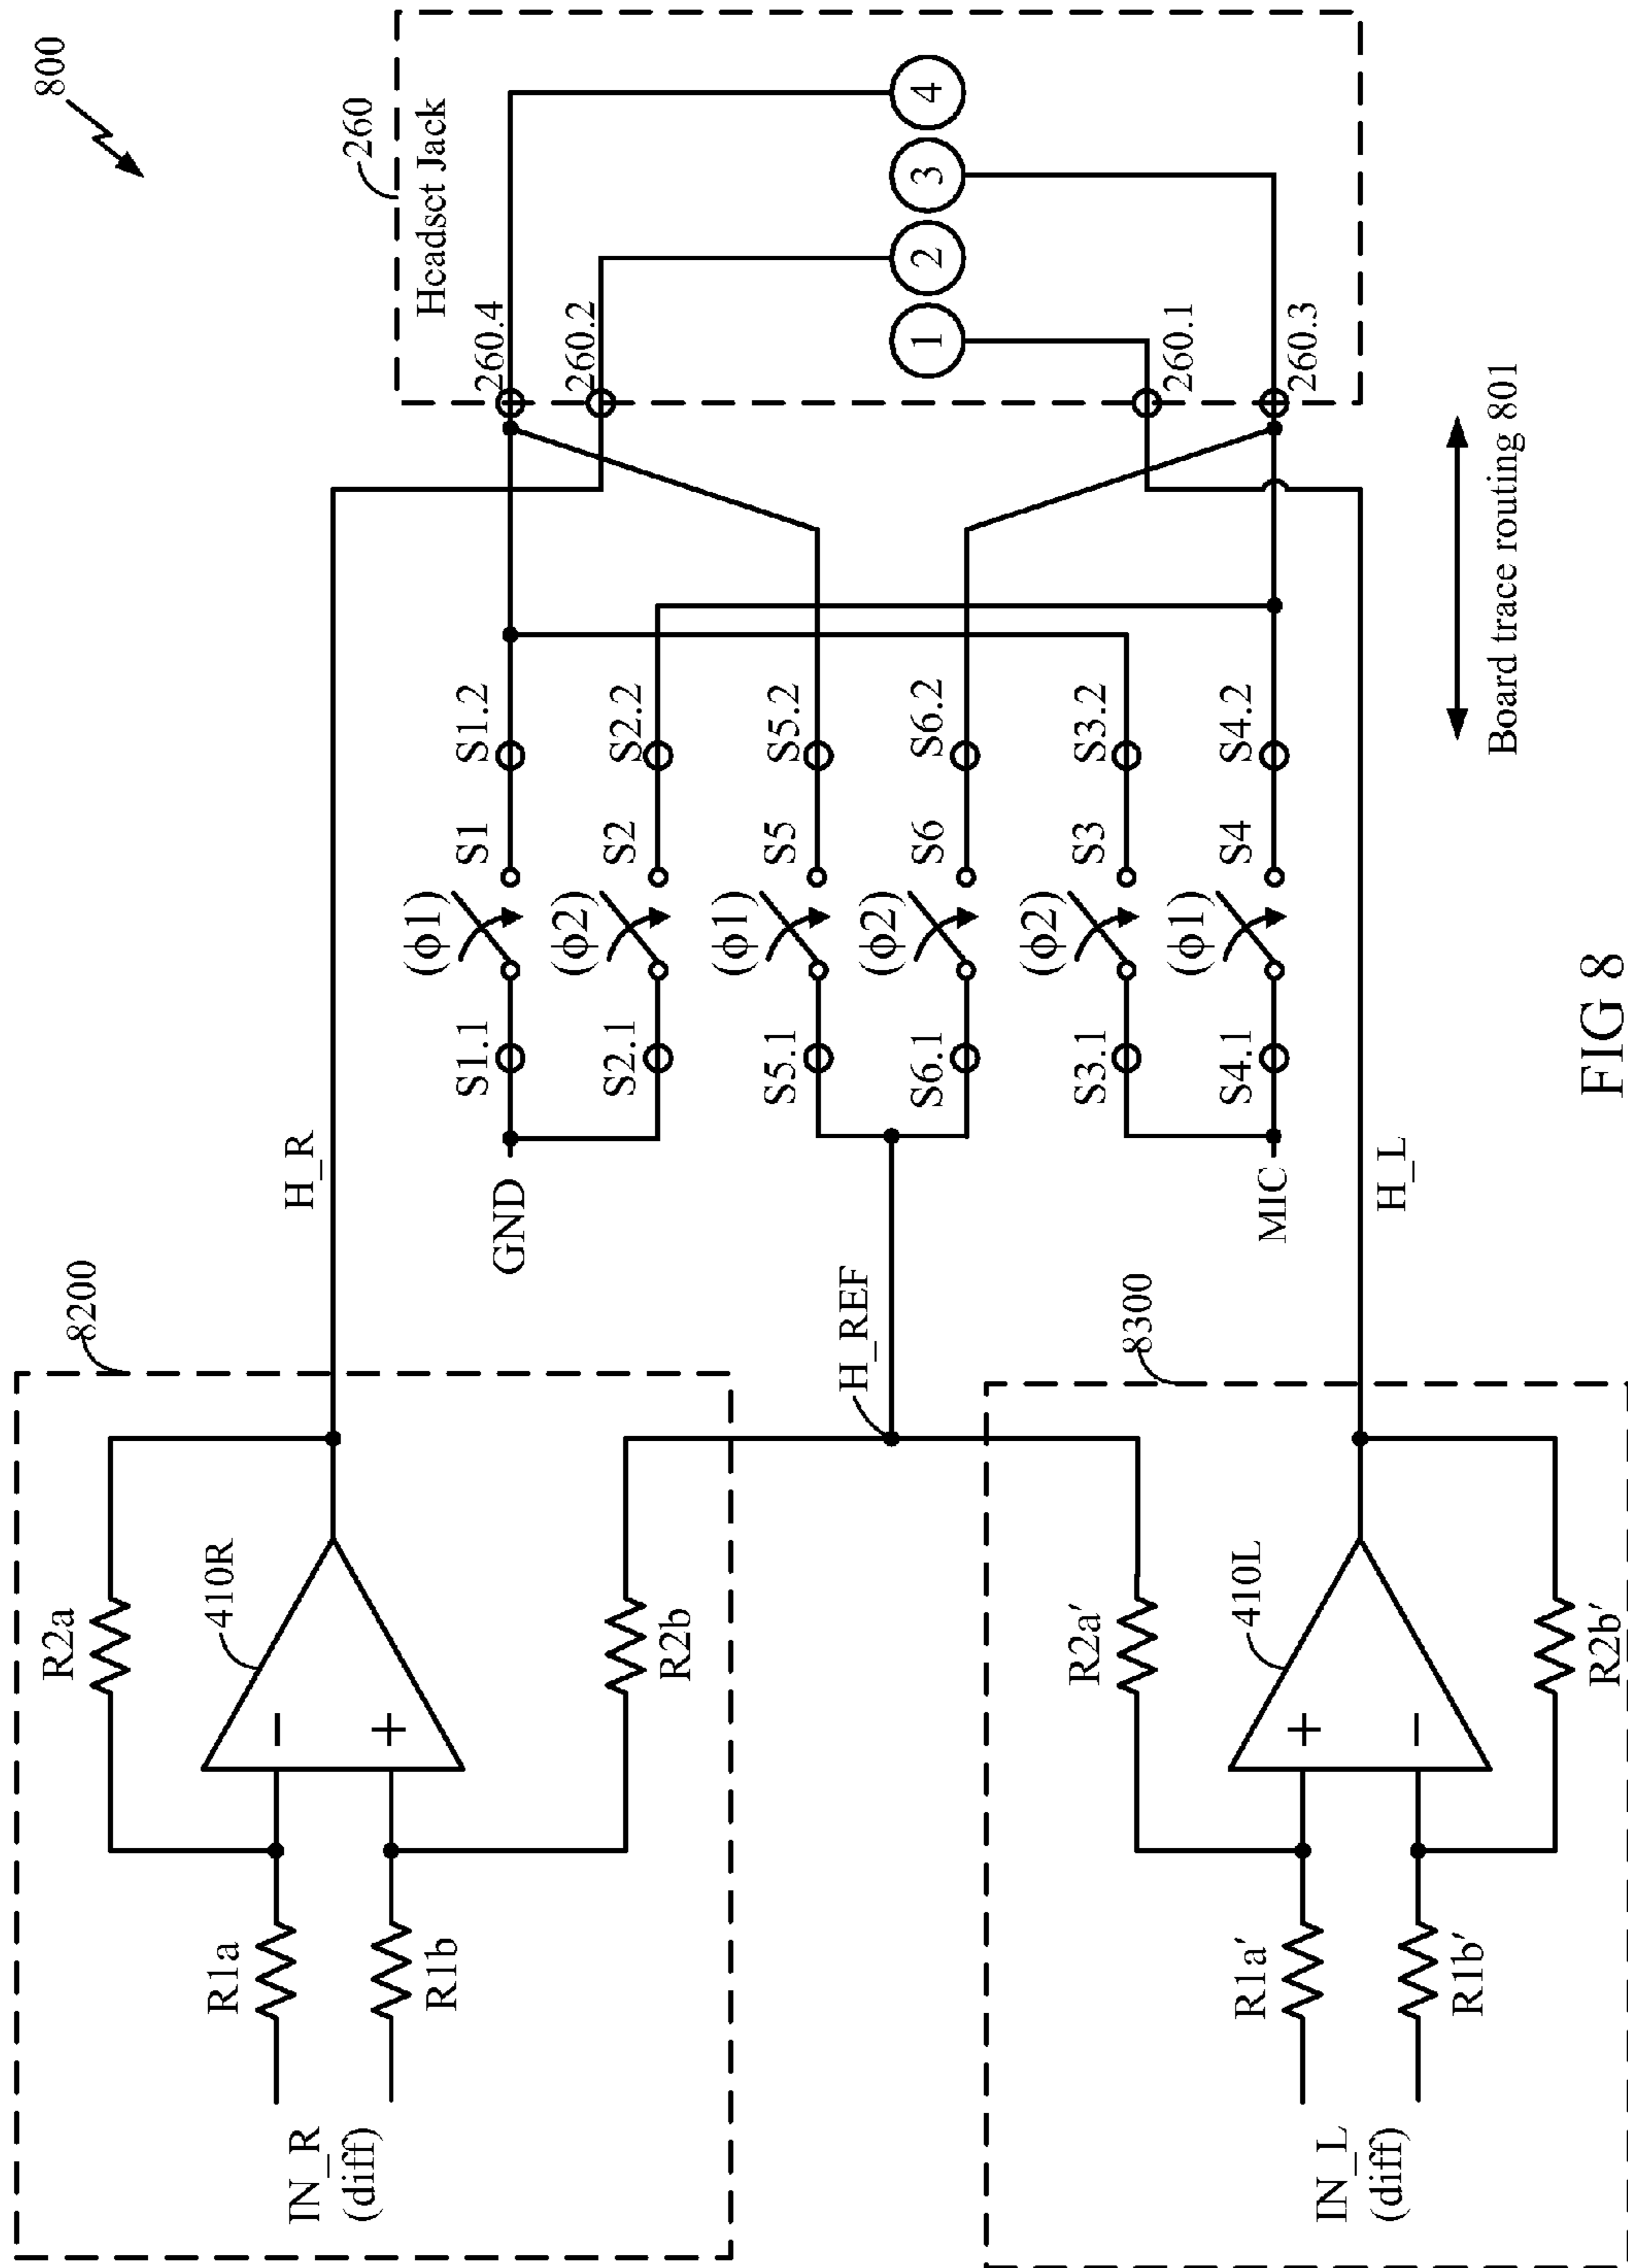 800
8200
R2a
410R
−
+
R1a
R1b
R2b
IN_R
(diff)
H_R
H_REF
8300
R2a′
410L
+
−
R1a′
R1b′
R2b′
IN_L
(diff)
H_L
GND
MIC
S1.1
(ϕ1)
S1
S1.2
S2.1
(ϕ2)
S2
S2.2
S5.1
(ϕ1)
S5
S5.2
S6.1
(ϕ2)
S6
S6.2
S3.1
(ϕ2)
S3
S3.2
S4.1
(ϕ1)
S4
S4.2
260
Headset Jack
260.4
260.2
1
2
3
4
260.1
260.3
Board trace routing 801
FIG 8